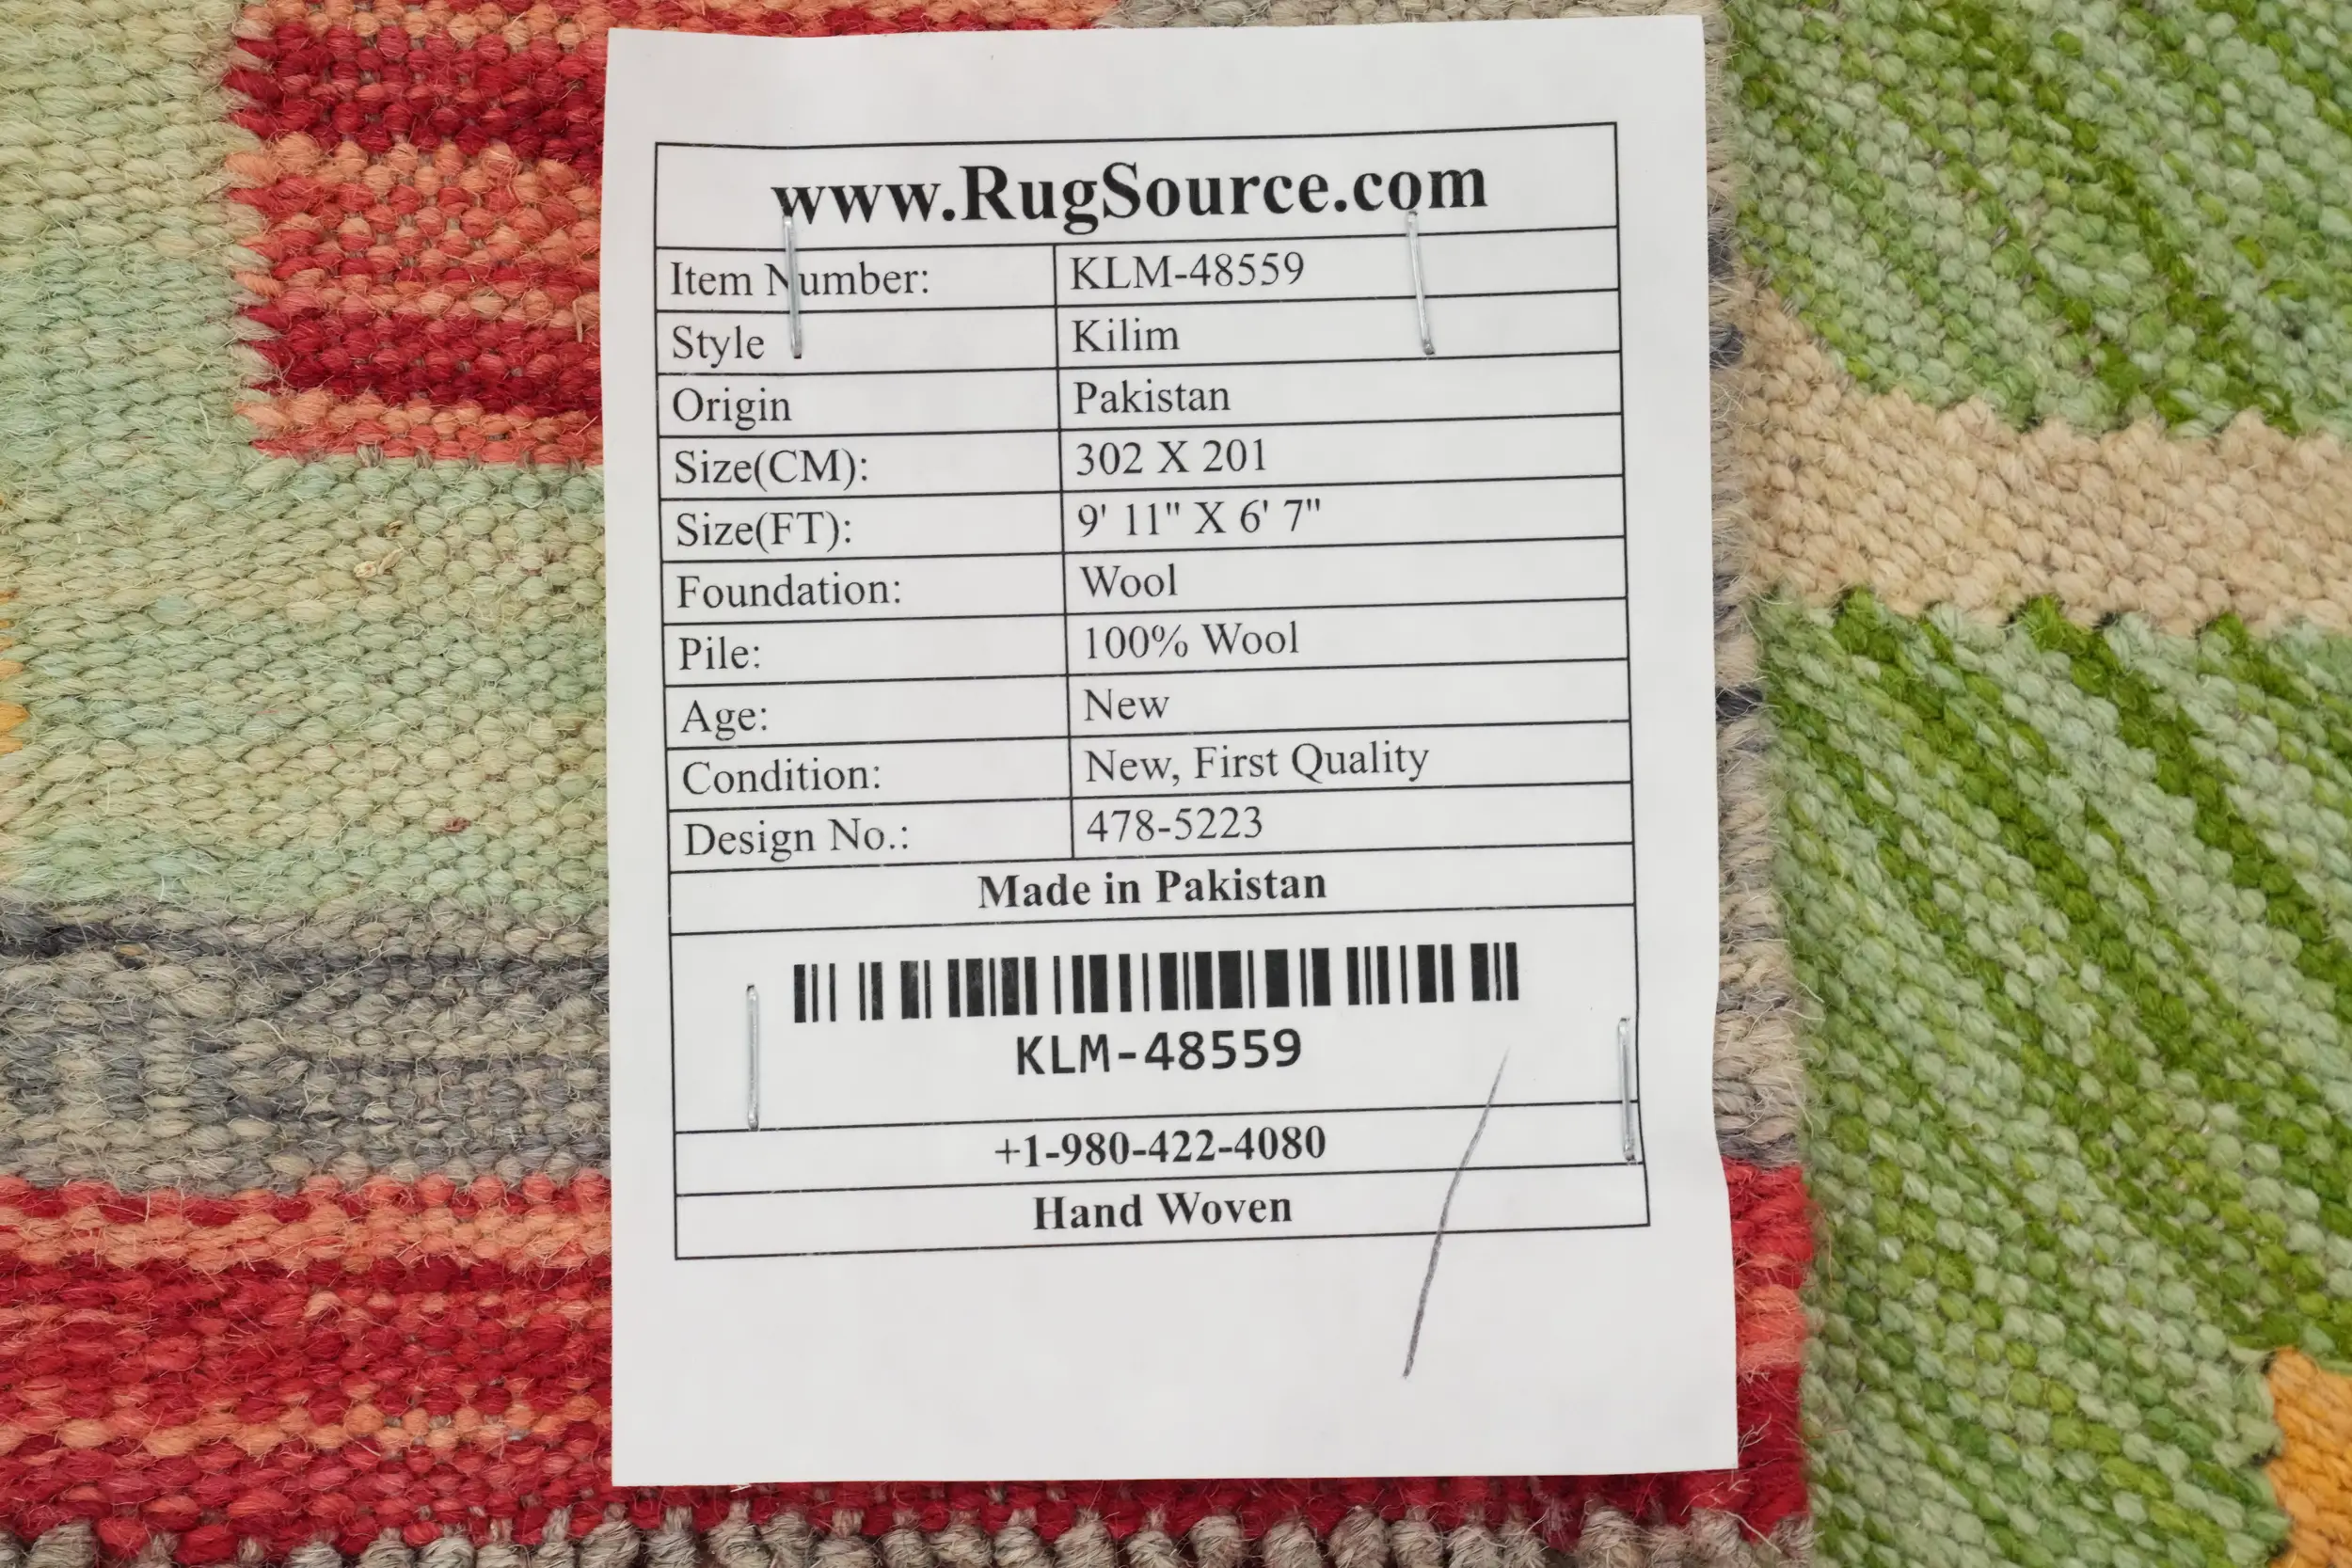 www.RugSource.com
Item Number: KLM-48559
Style Kilim
Origin Pakistan
Size(CM): 302 X 201
Size(FT): 9' 11" X 6' 7"
Foundation: Wool
Pile: 100% Wool
Age: New
Condition: New, First Quality
Design No.: 478-5223
Made in Pakistan
KLM-48559
+1-980-422-4080
Hand Woven